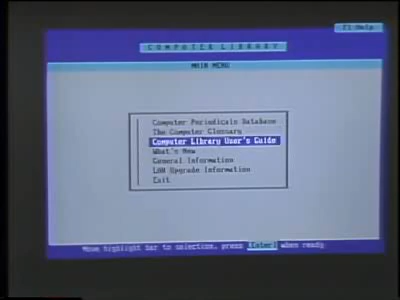 F1 Help
COMPUTER LIBRARY
MAIN MENU
Computer Periodicals Database
The Computer Glossary
Computer Library User's Guide
What's New
General Information
LAN Upgrade Information
Exit
Move highlight bar to selection, press [Enter] when ready